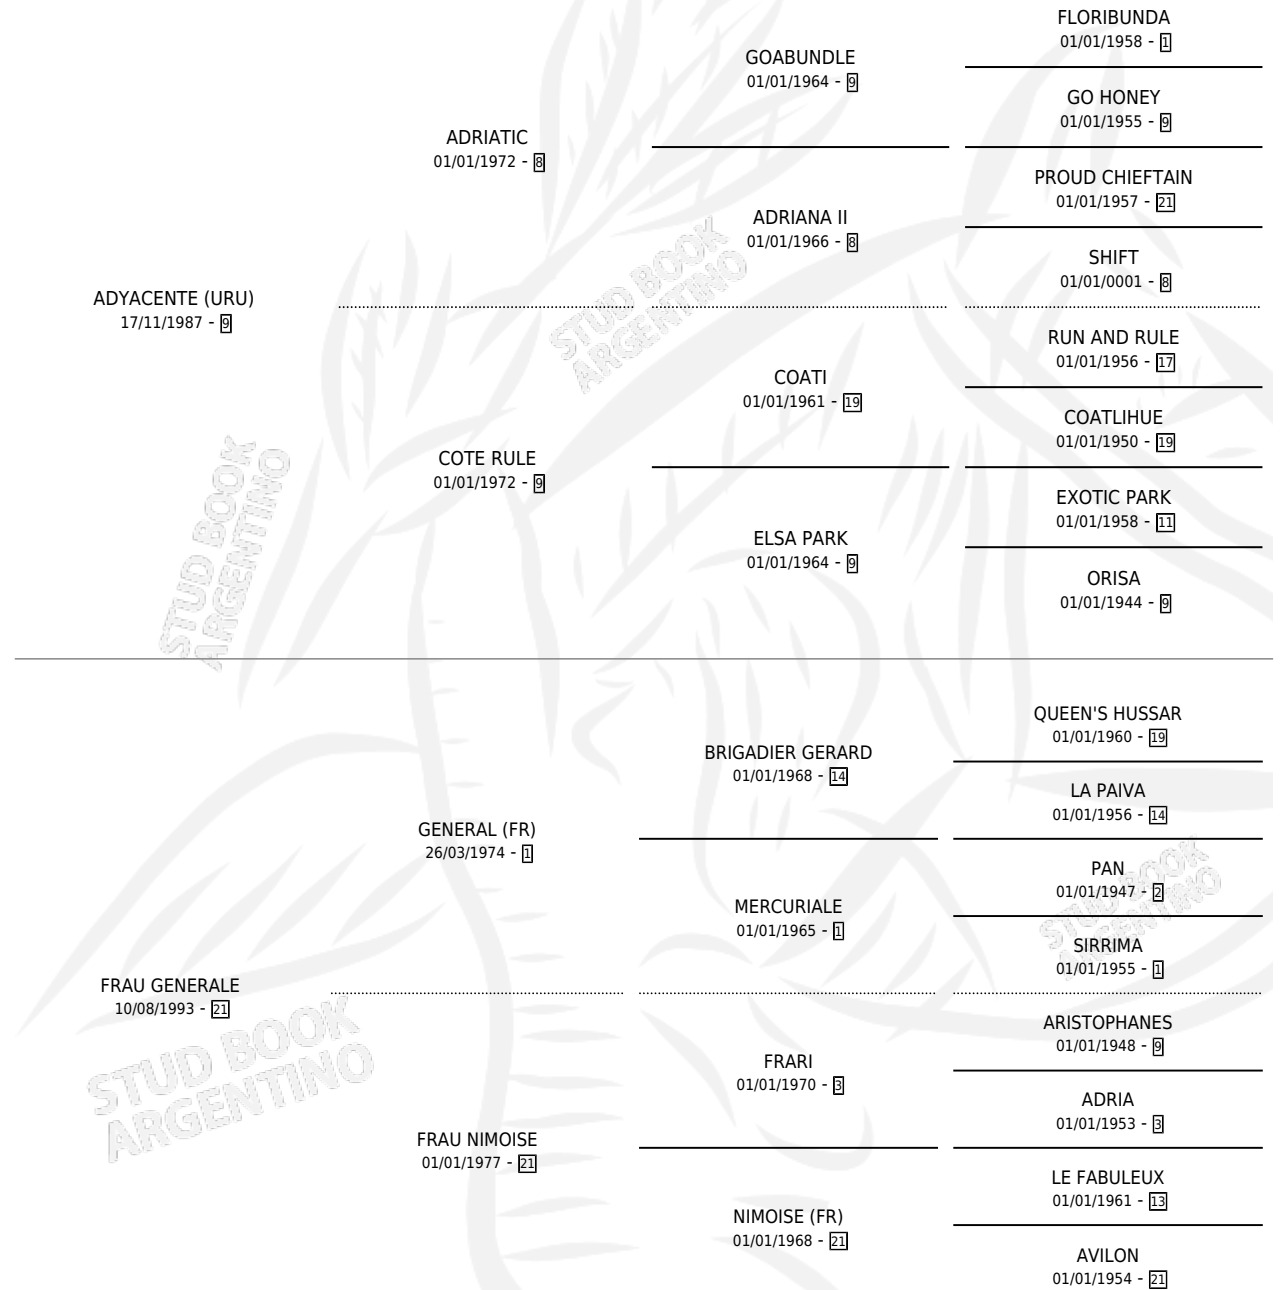 FLORIBUNDA
01/01/1958 - 1
GOABUNDLE
01/01/1964 - 9
GO HONEY
01/01/1955 - 9
ADRIATIC
01/01/1972 - 8
PROUD CHIEFTAIN
01/01/1957 - 21
ADRIANA II
01/01/1966 - 8
SHIFT
01/01/0001 - 8
ADYACENTE (URU)
17/11/1987 - 9
RUN AND RULE
01/01/1956 - 17
COATI
01/01/1961 - 19
COATLIHUE
01/01/1950 - 19
COTE RULE
01/01/1972 - 9
EXOTIC PARK
01/01/1958 - 11
ELSA PARK
01/01/1964 - 9
ORISA
01/01/1944 - 9
STUD BOOK
ARGENTINO
STUD BOOK
ARGENTINO
QUEEN'S HUSSAR
01/01/1960 - 19
BRIGADIER GERARD
01/01/1968 - 14
LA PAIVA
01/01/1956 - 14
GENERAL (FR)
26/03/1974 - 1
PAN
01/01/1947 - 2
MERCURIALE
01/01/1965 - 1
SIRRIMA
01/01/1955 - 1
FRAU GENERALE
10/08/1993 - 21
ARISTOPHANES
01/01/1948 - 9
FRARI
01/01/1970 - 3
ADRIA
01/01/1953 - 3
FRAU NIMOISE
01/01/1977 - 21
LE FABULEUX
01/01/1961 - 13
NIMOISE (FR)
01/01/1968 - 21
AVILON
01/01/1954 - 21
STUD BOOK
ARGENTINO
STUD BOOK
ARGENTINO